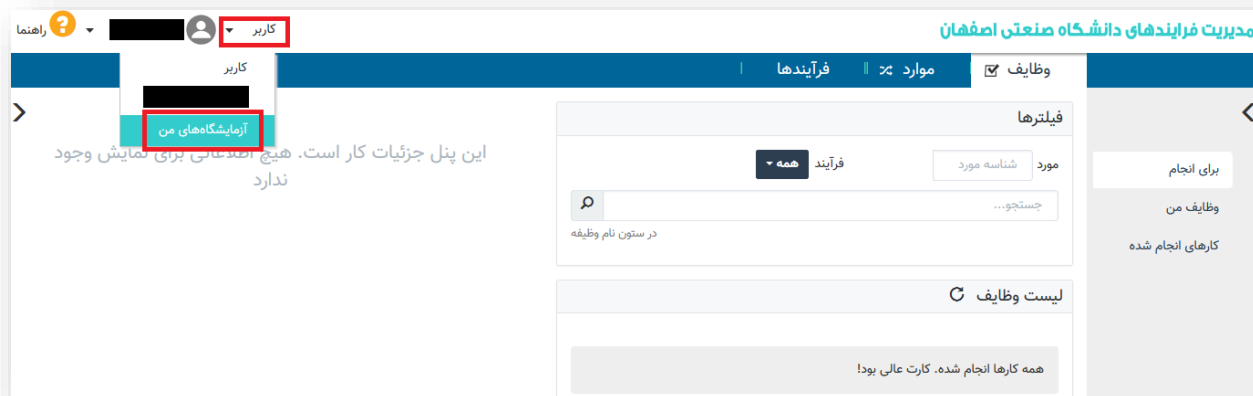 مدیریت فرایندهای دانشگاه صنعتی اصفهان
کاربر
راهنما
کاربر
آزمایشگاه‌های من
وظایف
موارد
فرآیندها
برای انجام
وظایف من
کارهای انجام شده
فیلترها
مورد
شناسه مورد
فرآیند
همه
جستجو...
در ستون نام وظیفه
لیست وظایف
همه کارها انجام شده. کارت عالی بود!
این پنل جزئیات کار است. هیچ اطلاعاتی برای نمایش وجود
ندارد